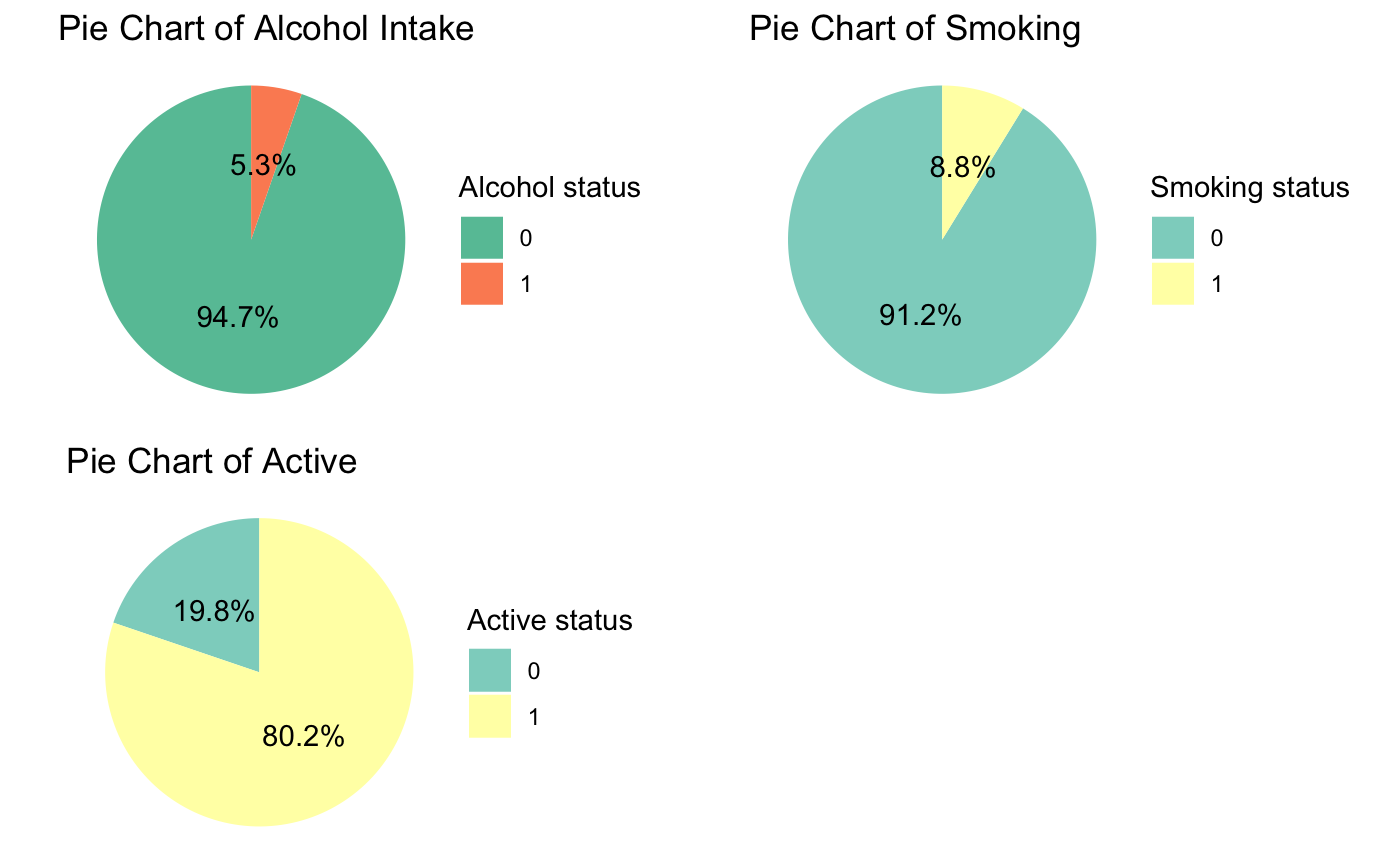 Pie Chart of Alcohol Intake
5.3%
94.7%
Alcohol status
0
1
Pie Chart of Smoking
8.8%
91.2%
Smoking status
0
1
Pie Chart of Active
19.8%
80.2%
Active status
0
1